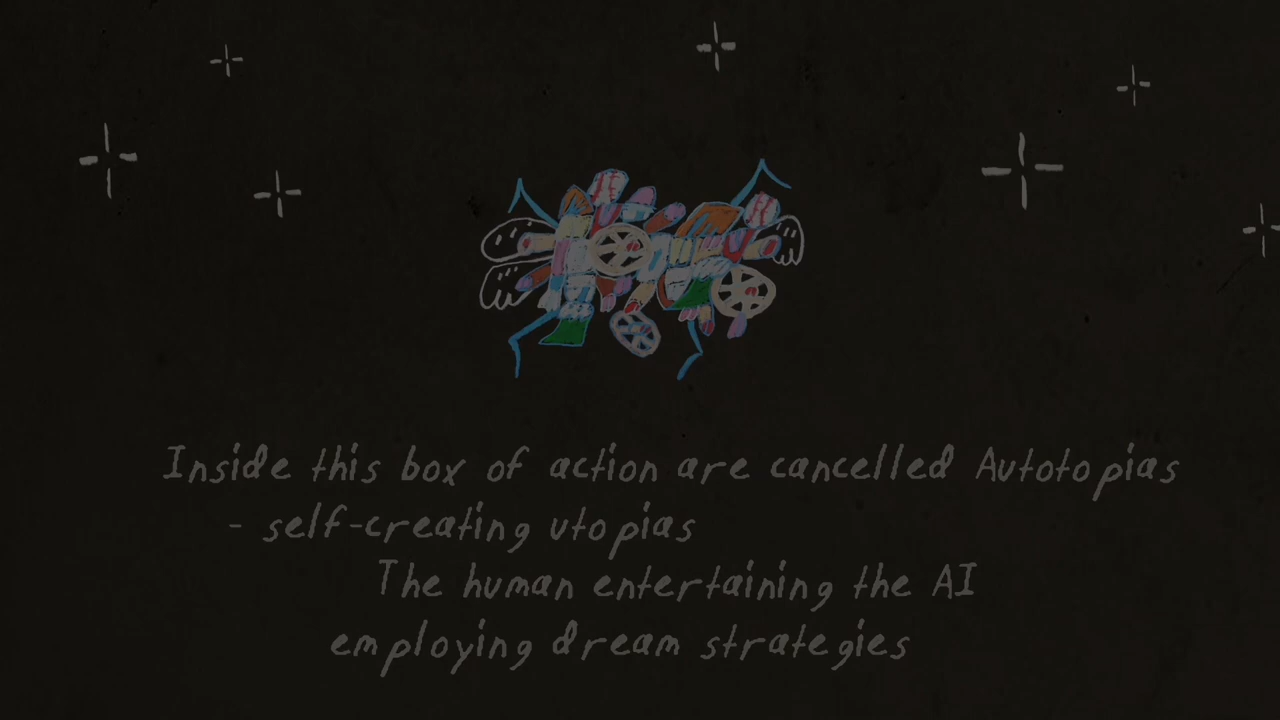 Inside this box of action are cancelled Autotopias
- self-creating utopias
The human entertaining the AI
employing dream strategies